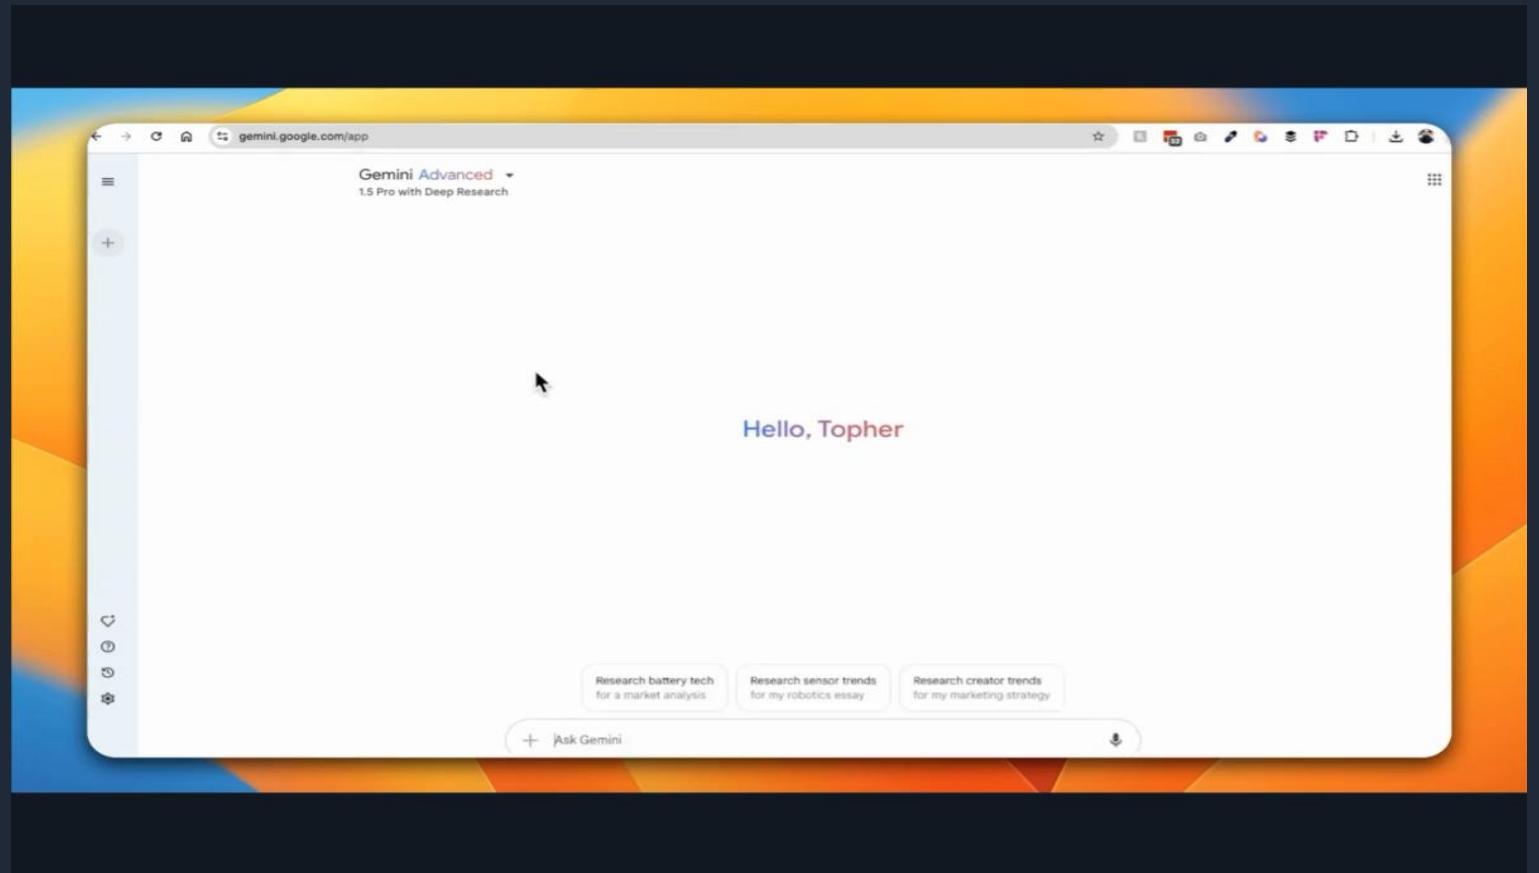 gemini.google.com/app
Gemini Advanced
1.5 Pro with Deep Research
Hello, Topher
Research battery tech
for a market analysis
Research sensor trends
for my robotics essay
Research creator trends
for my marketing strategy
Ask Gemini